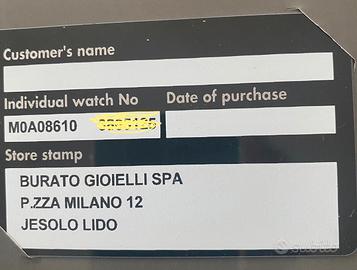 Customer's name
Individual watch No Date of purchase
M0A08610
Store stamp
BURATO GIOIELLI SPA
P.ZZA MILANO 12
JESOLO LIDO
subito